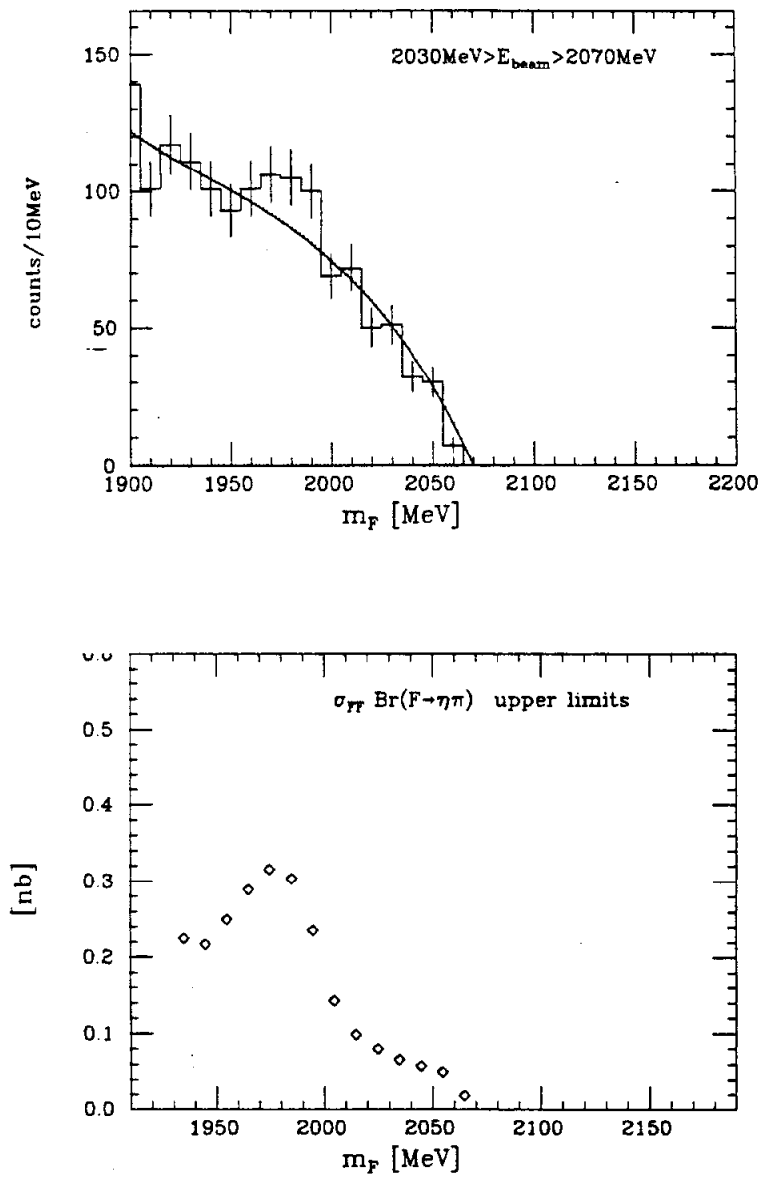 2030MeV>E_beam>2070MeV
150
100
50
0
counts/10MeV
1900 1950 2000 2050 2100 2150 2200
m_F [MeV]
σ_FF Br(F→ηπ) upper limits
0.6
0.5
0.4
0.3
0.2
0.1
0.0
[nb]
1950 2000 2050 2100 2150
m_F [MeV]